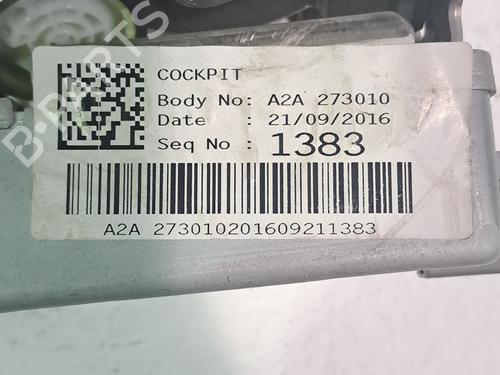 COCKPIT
Body No: A2A 273010
Date : 21/09/2016
Seq No : 1383
A2A 273010201609211383
B-PARTS